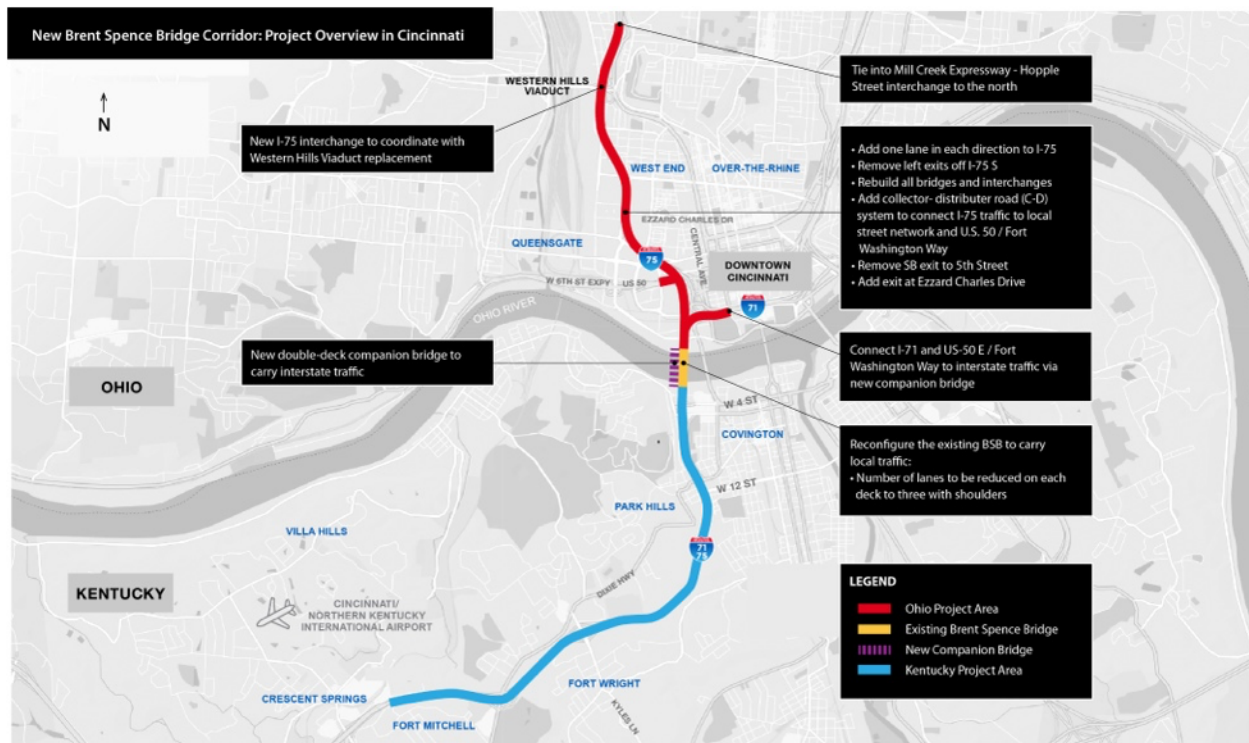 New Brent Spence Bridge Corridor: Project Overview in Cincinnati
N
WESTERN HILLS
VIADUCT
Tie into Mill Creek Expressway - Hopple
Street interchange to the north
New I-75 interchange to coordinate with
Western Hills Viaduct replacement
• Add one lane in each direction to I-75
• Remove left exits off I-75 S
• Rebuild all bridges and interchanges
• Add collector- distributer road (C-D)
system to connect I-75 traffic to local
street network and U.S. 50 / Fort
Washington Way
• Remove SB exit to 5th Street
• Add exit at Ezzard Charles Drive
WEST END
OVER-THE-RHINE
EZZARD CHARLES DR
CENTRAL AVE
QUEENSGATE
75
DOWNTOWN
CINCINNATI
W 6TH ST EXPY
US 50
71
OHIO RIVER
New double-deck companion bridge to
carry interstate traffic
Connect I-71 and US-50 E / Fort
Washington Way to interstate traffic via
new companion bridge
OHIO
W 4 ST
COVINGTON
Reconfigure the existing BSB to carry
local traffic:
• Number of lanes to be reduced on each
deck to three with shoulders
W 12 ST
PARK HILLS
VILLA HILLS
71
75
DIXIE HWY
KENTUCKY
CINCINNATI/
NORTHERN KENTUCKY
INTERNATIONAL AIRPORT
LEGEND
Ohio Project Area
Existing Brent Spence Bridge
New Companion Bridge
Kentucky Project Area
CRESCENT SPRINGS
FORT WRIGHT
FORT MITCHELL
KYLES LN